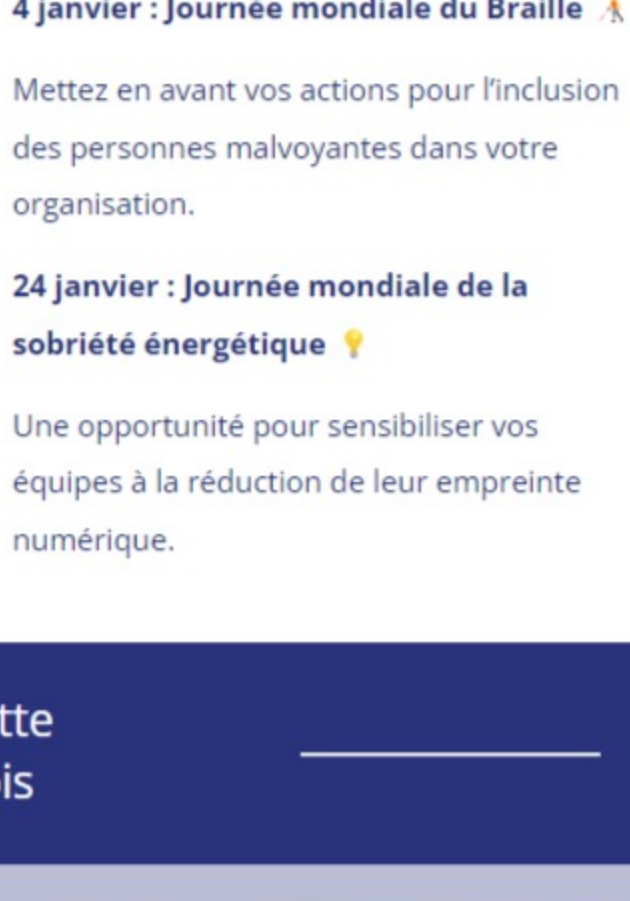 4 janvier : Journée mondiale du Braille
Mettez en avant vos actions pour l'inclusion
des personnes malvoyantes dans votre
organisation.
24 janvier : Journée mondiale de la
sobriété énergétique 💡
Une opportunité pour sensibiliser vos
équipes à la réduction de leur empreinte
numérique.
tte
is